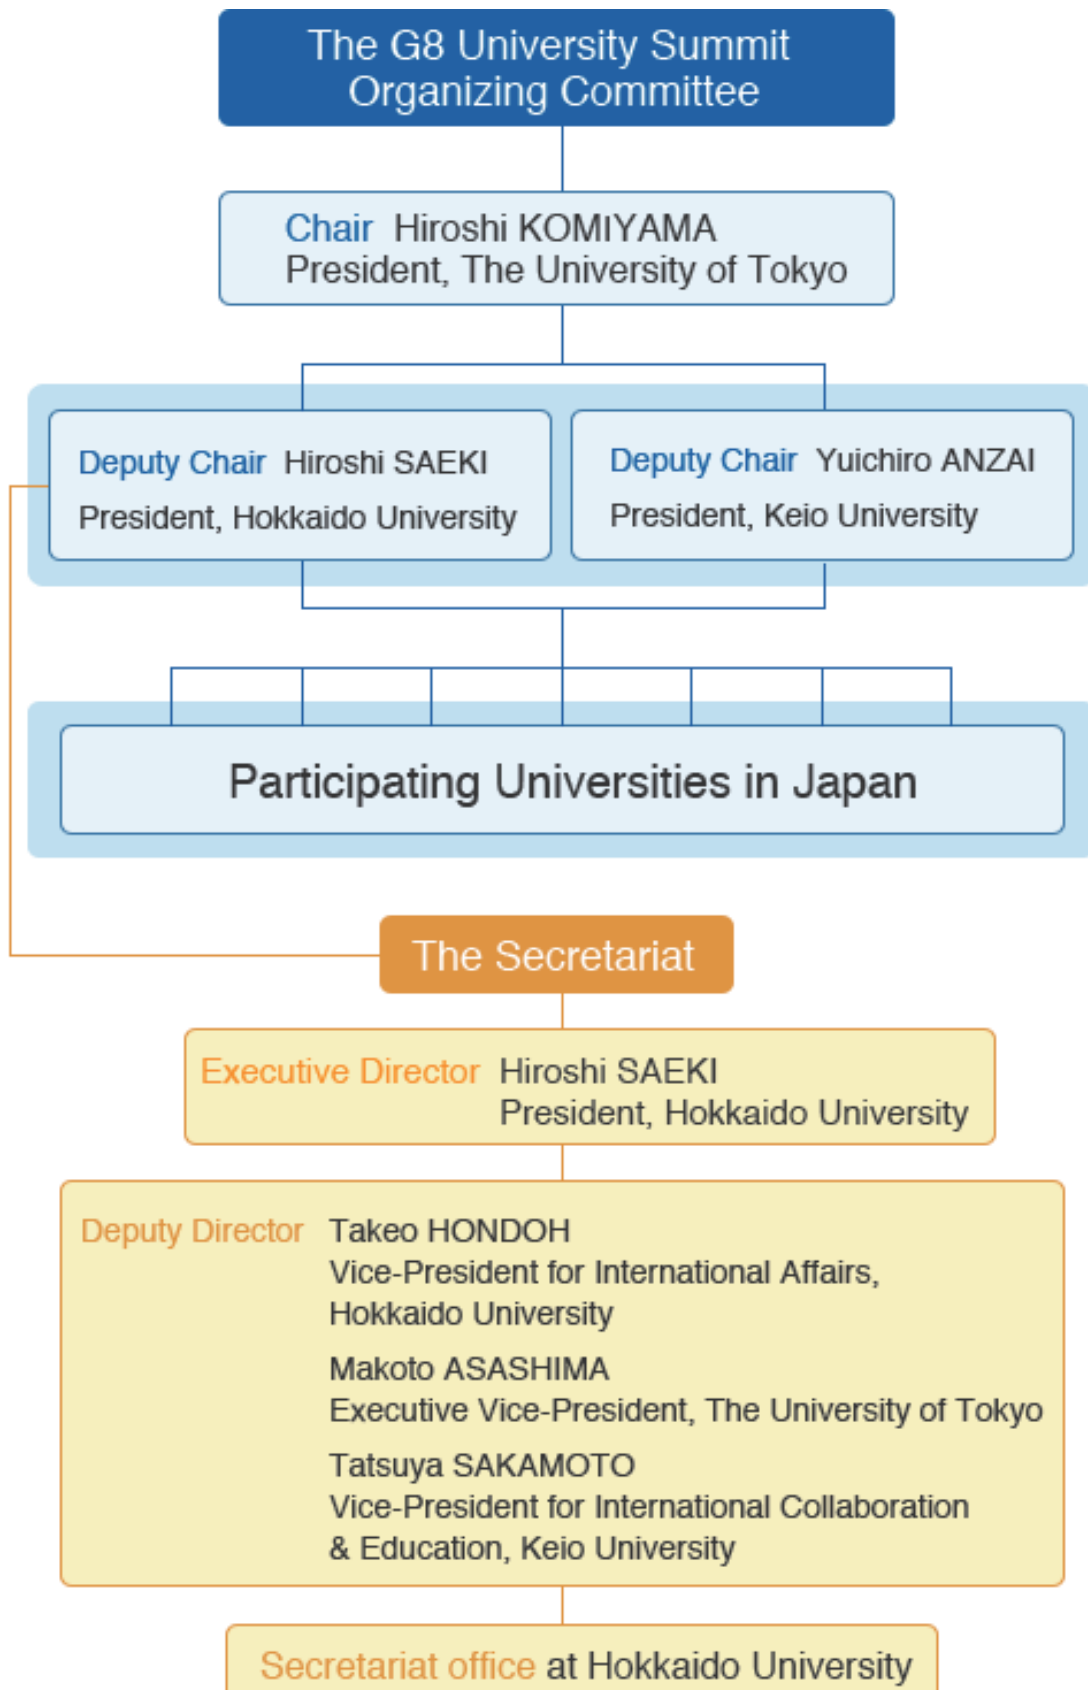 The G8 University Summit
Organizing Committee
Chair Hiroshi KOMIYAMA
President, The University of Tokyo
Deputy Chair Hiroshi SAEKI
President, Hokkaido University
Deputy Chair Yuichiro ANZAI
President, Keio University
Participating Universities in Japan
The Secretariat
Executive Director Hiroshi SAEKI
President, Hokkaido University
Deputy Director Takeo HONDOH
Vice-President for International Affairs,
Hokkaido University
Makoto ASASHIMA
Executive Vice-President, The University of Tokyo
Tatsuya SAKAMOTO
Vice-President for International Collaboration
& Education, Keio University
Secretariat office at Hokkaido University